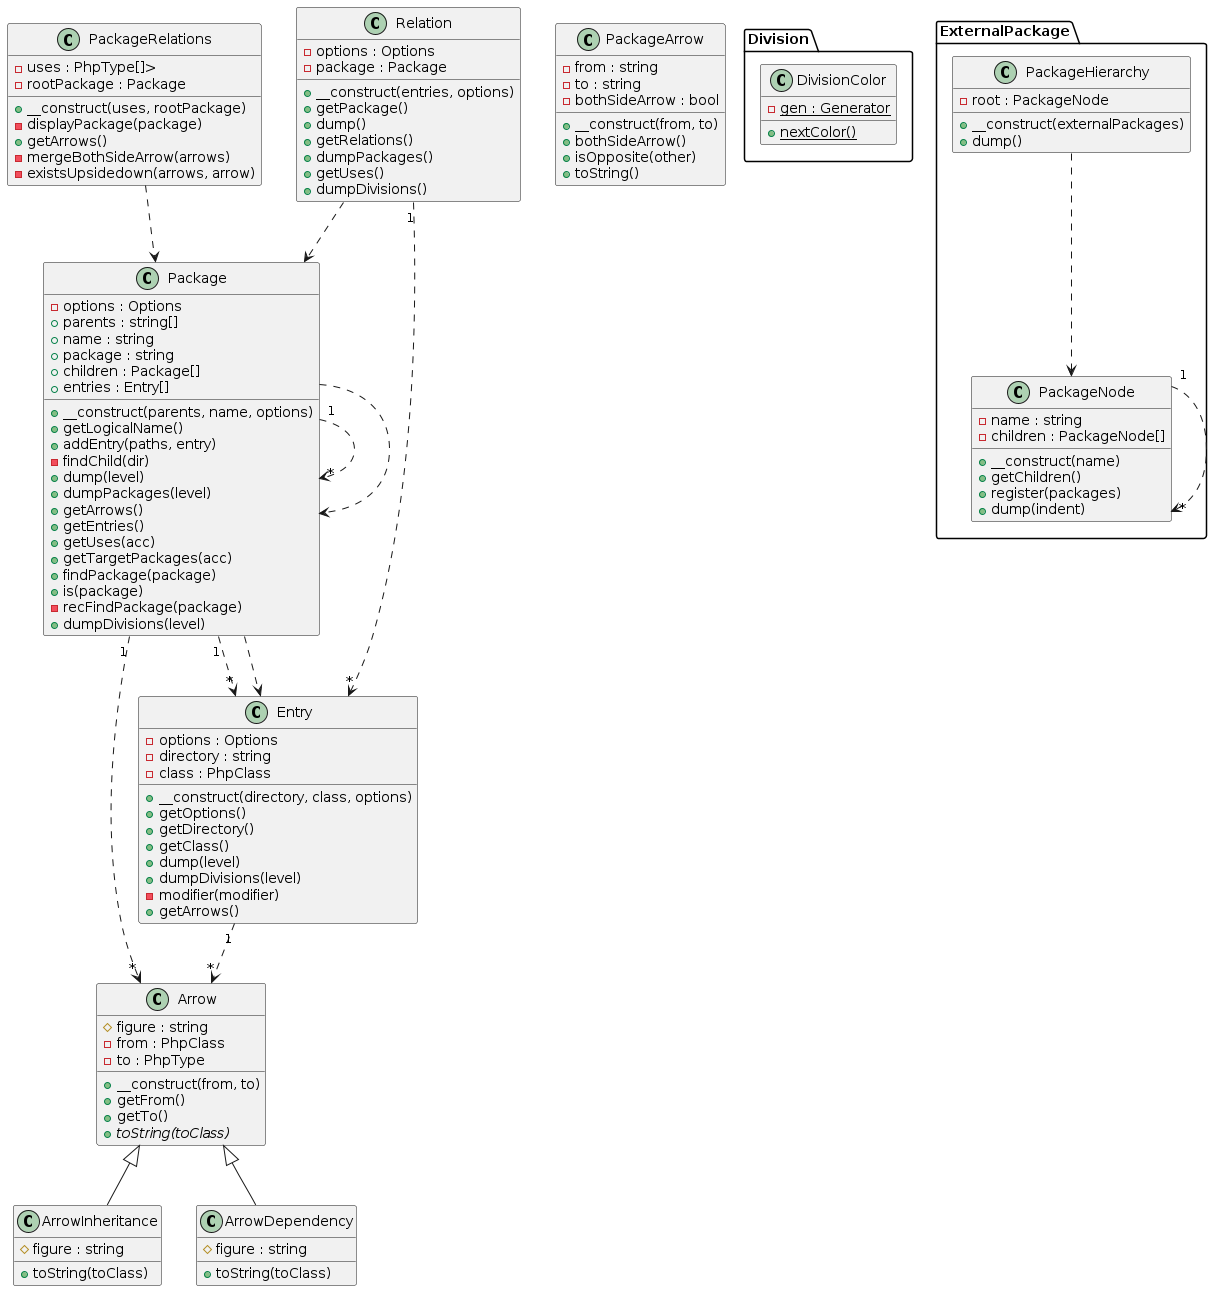 C PackageRelations
uses : PhpType[]>
rootPackage : Package
__construct(uses, rootPackage)
displayPackage(package)
getArrows()
mergeBothSideArrow(arrows)
existsUpsidedown(arrows, arrow)
C Relation
options : Options
package : Package
__construct(entries, options)
getPackage()
dump()
getRelations()
dumpPackages()
getUses()
dumpDivisions()
C PackageArrow
from : string
to : string
bothSideArrow : bool
__construct(from, to)
bothSideArrow()
isOpposite(other)
toString()
Division
C DivisionColor
gen : Generator
nextColor()
ExternalPackage
C PackageHierarchy
root : PackageNode
__construct(externalPackages)
dump()
1
C Package
options : Options
parents : string[]
name : string
package : string
children : Package[]
entries : Entry[]
__construct(parents, name, options)
getLogicalName()
addEntry(paths, entry)
findChild(dir)
dump(level)
dumpPackages(level)
getArrows()
getEntries()
getUses(acc)
getTargetPackages(acc)
findPackage(package)
is(package)
recFindPackage(package)
dumpDivisions(level)
1
*
1
C PackageNode
name : string
children : PackageNode[]
__construct(name)
getChildren()
register(packages)
dump(indent)
*
1
1
*
*
C Entry
options : Options
directory : string
class : PhpClass
__construct(directory, class, options)
getOptions()
getDirectory()
getClass()
dump(level)
dumpDivisions(level)
modifier(modifier)
getArrows()
1
*
*
C Arrow
figure : string
from : PhpClass
to : PhpType
__construct(from, to)
getFrom()
getTo()
toString(toClass)
C ArrowInheritance
figure : string
toString(toClass)
C ArrowDependency
figure : string
toString(toClass)